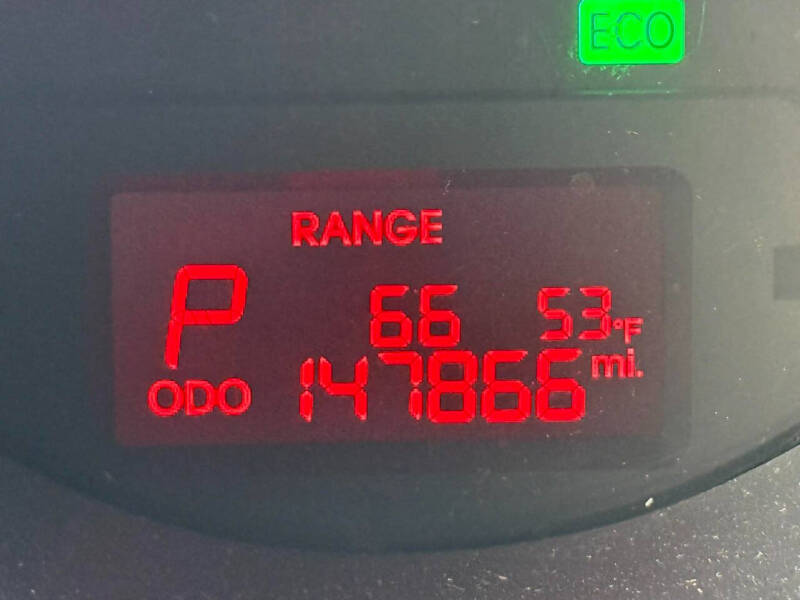 ECO
RANGE
P 66 53°F
ODO 147866 mi.